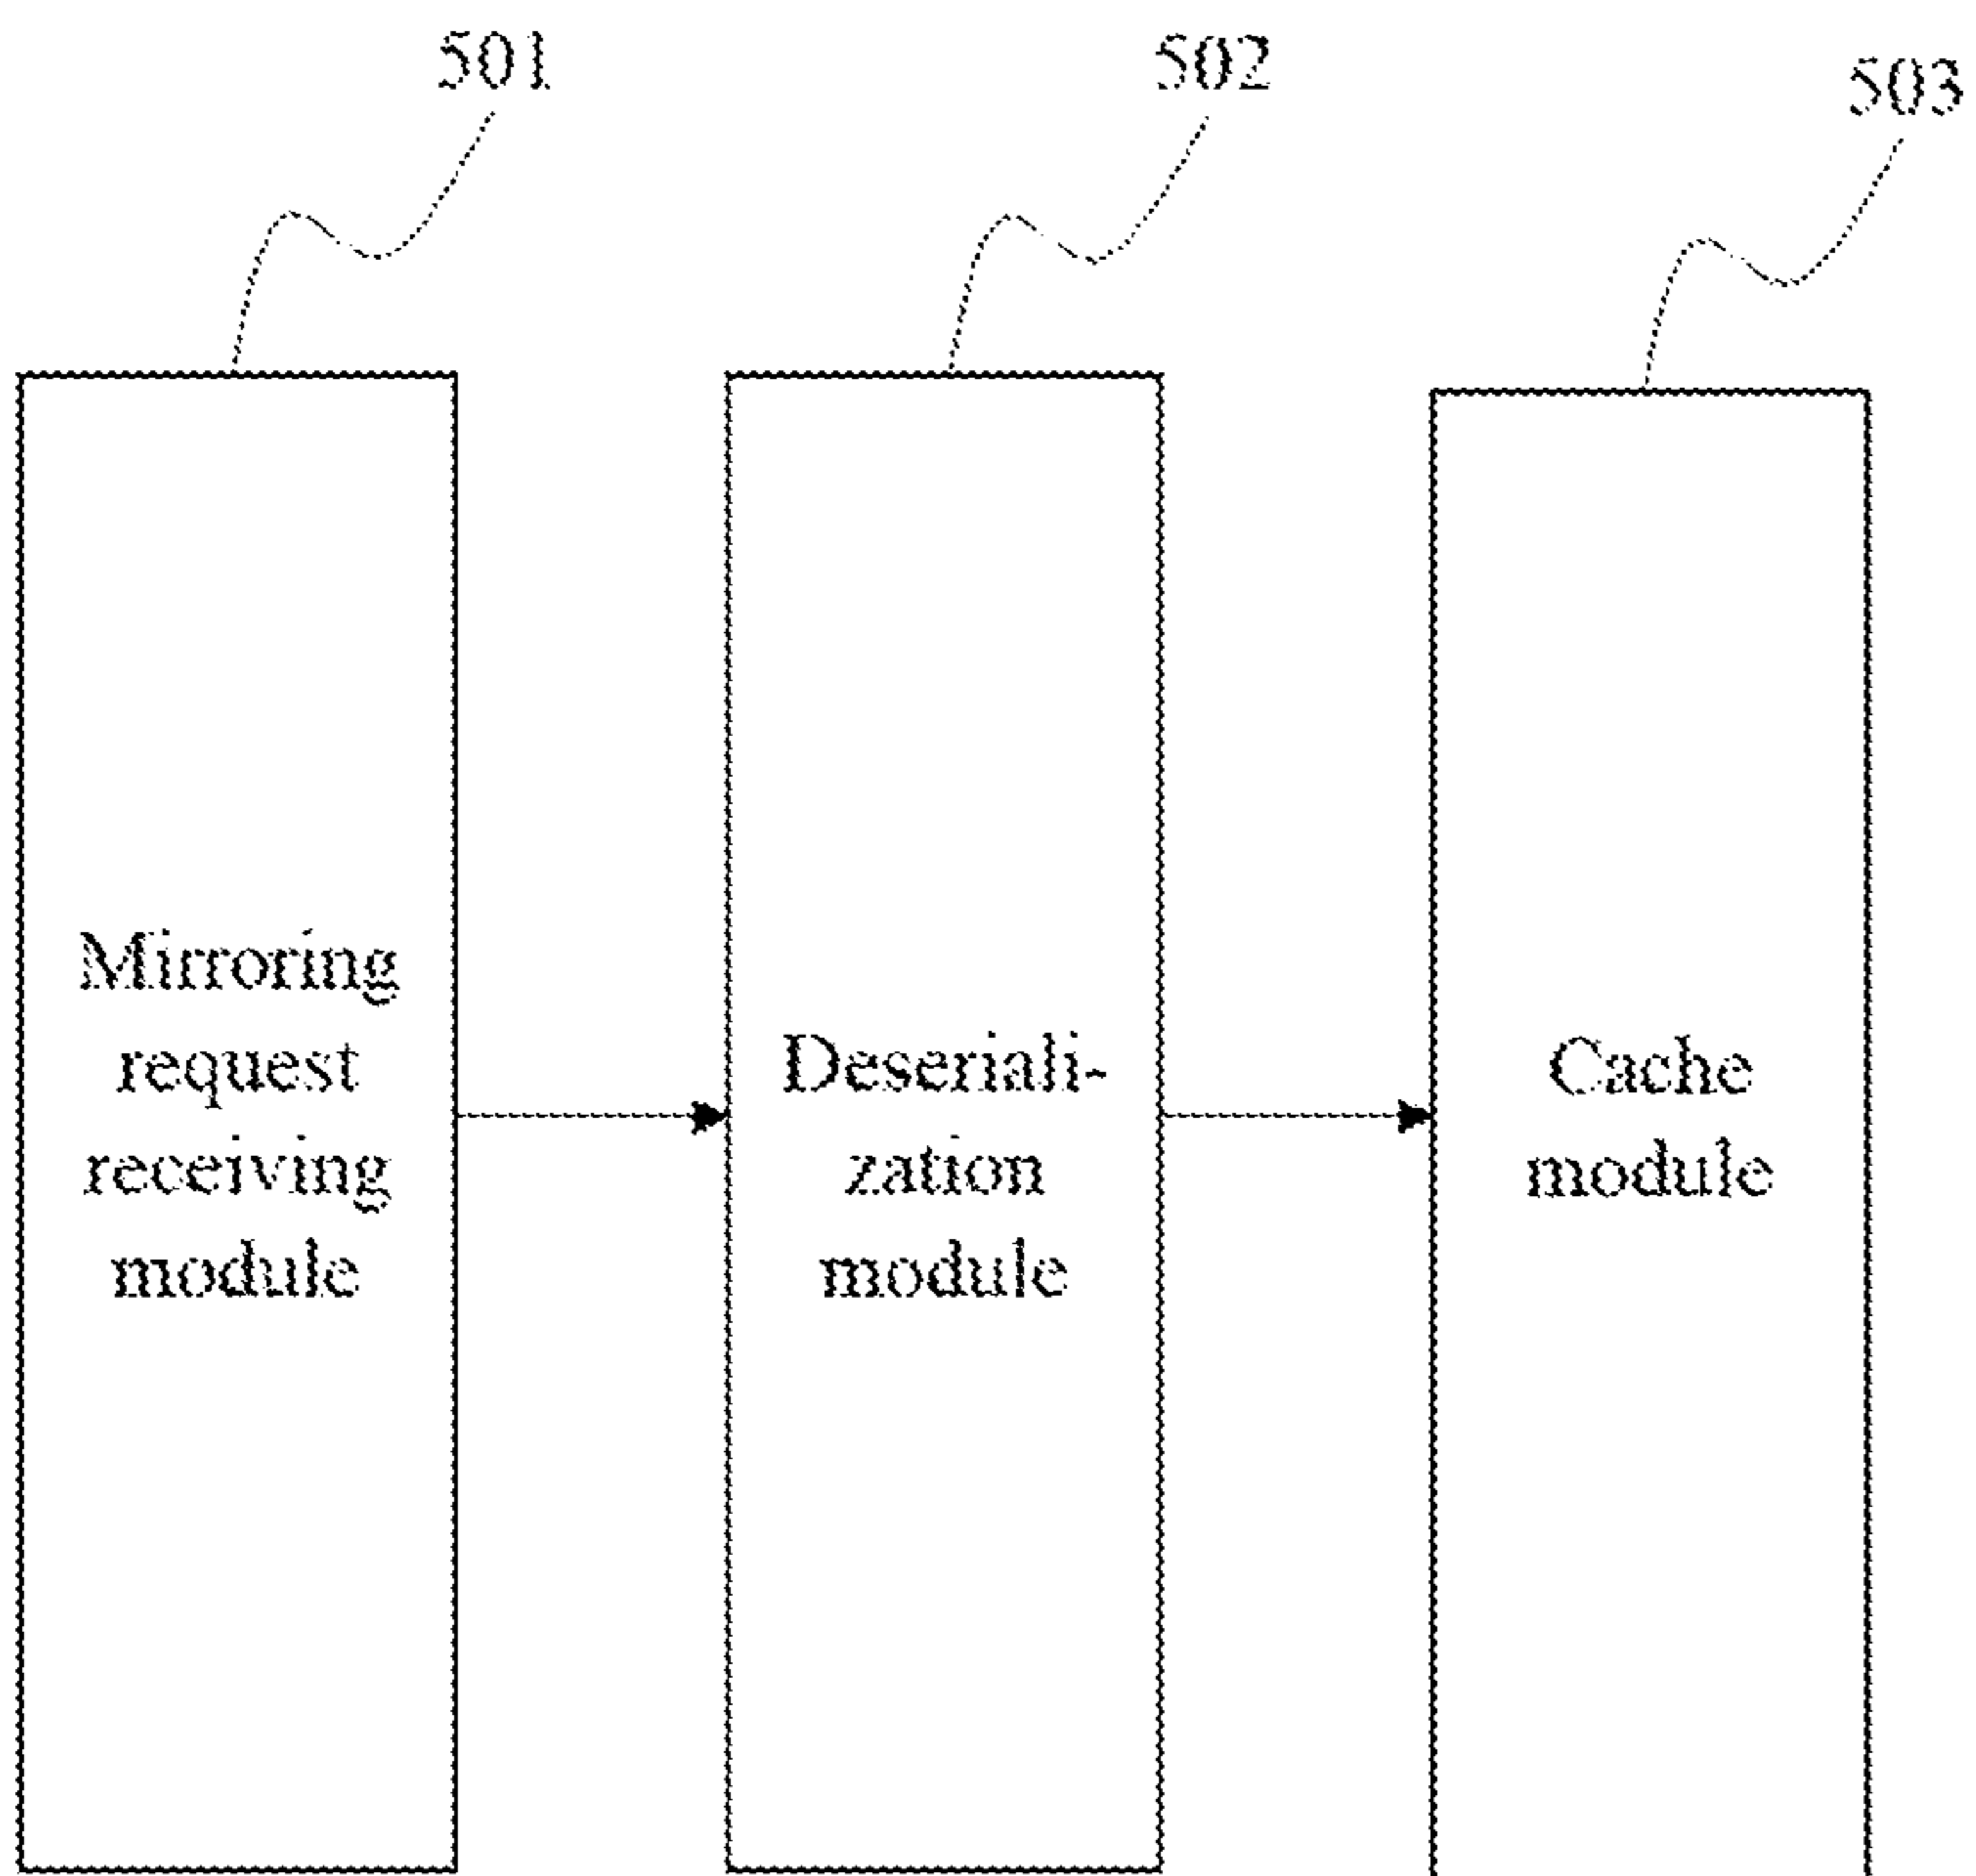 501
502
503
Mirroring
request
receiving
module
Deseriali-
zation
module
Cache
module